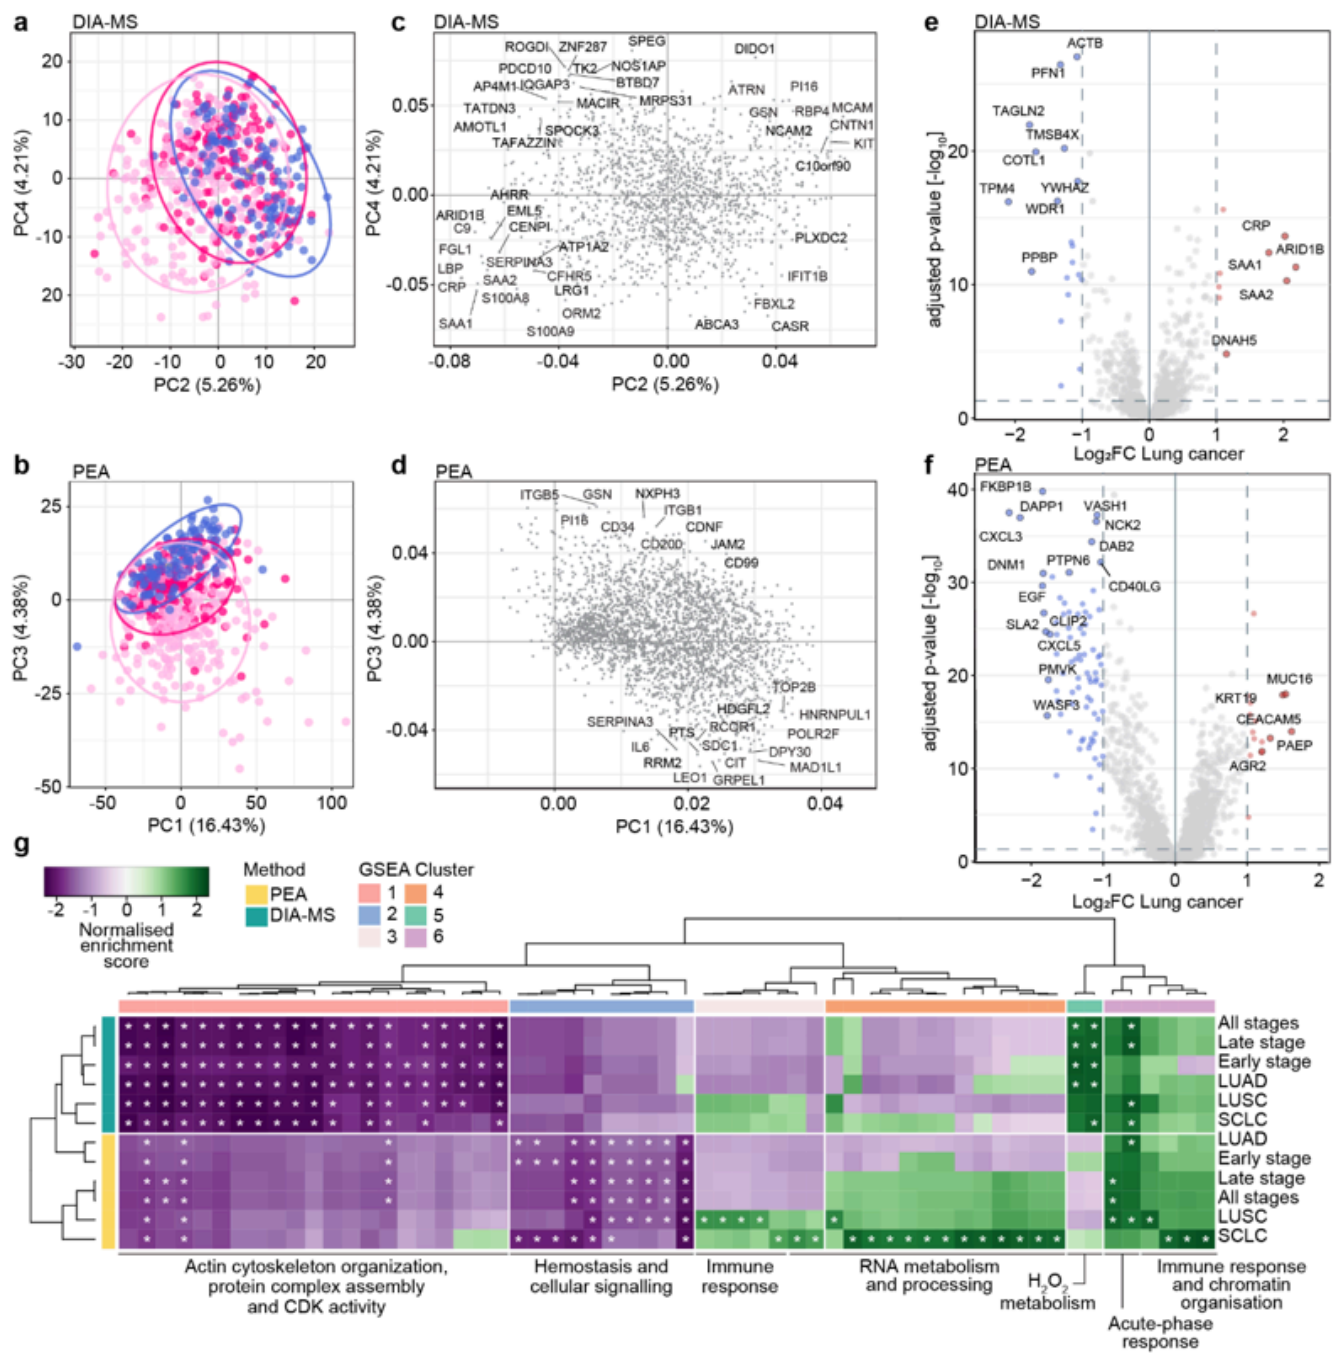 a
DIA-MS
20
10
0
-10
20
-30
-20
-10
0
10
20
PC4 (4.21%)
PC2 (5.26%)
c
DIA-MS
ROGDI
ZNF287
SPEG
DIDO1
PDCD10
TK2
NOS1AP
AP4M1
IQGAP3
BTBD7
ATRN
PI16
TATDN3
MACIR
MRPS31
GSN
RBP4
MCAM
AMOTL1
SPOCK3
NCAM2
CNTN1
TAFAZZIN
KIT
C10orf90
AHRR
ARID1B
EML5
C9
CENPI
FGL1
ATP1A2
PLXDC2
LBP
SERPINA3
CRP
SAA2
CFHR5
IFIT1B
S100A8
LRG1
SAA1
ORM2
FBXL2
S100A9
ABCA3
CASR
0.05
0.00
-0.05
-0.08
-0.04
0.00
0.04
PC4 (4.21%)
PC2 (5.26%)
e
DIA-MS
ACTB
PFN1
TAGLN2
TMSB4X
COTL1
TPM4
YWHAZ
WDR1
PPBP
CRP
ARID1B
SAA1
SAA2
DNAH5
20
10
0
−2
−1
0
1
2
adjusted p-value [-log10]
Log₂FC Lung cancer
b
PEA
25
0
-25
-50
-50
0
50
100
PC3 (4.38%)
PC1 (16.43%)
d
PEA
ITGB5
GSN
NXPH3
PI16
CD34
ITGB1
CDNF
CD200
JAM2
CD99
TOP2B
HDGFL2
HNRNPUL1
SERPINA3
PTS
RCOR1
POLR2F
IL6
SDC1
DPY30
RRM2
CIT
MAD1L1
LEO1
GRPEL1
0.04
0.00
-0.04
0.00
0.02
0.04
PC3 (4.38%)
PC1 (16.43%)
f
PEA
FKBP1B
DAPP1
VASH1
CXCL3
NCK2
DAB2
DNM1
PTPN6
CD40LG
EGF
SLA2
CLIP2
CXCL5
PMVK
WASF3
MUC16
KRT19
CEACAM5
PAEP
AGR2
40
30
20
10
0
−2
−1
0
1
2
adjusted p-value [-log10]
Log₂FC Lung cancer
g
-2 -1 0 1 2
Normalised
enrichment
score
Method
PEA
DIA-MS
GSEA Cluster
1 4
2 5
3 6
All stages
Late stage
Early stage
LUAD
LUSC
SCLC
LUAD
Early stage
Late stage
All stages
LUSC
SCLC
Actin cytoskeleton organization,
protein complex assembly
and CDK activity
Hemostasis and
cellular signalling
Immune
response
RNA metabolism
and processing
H₂O₂
metabolism
Acute-phase
response
Immune response
and chromatin
organisation